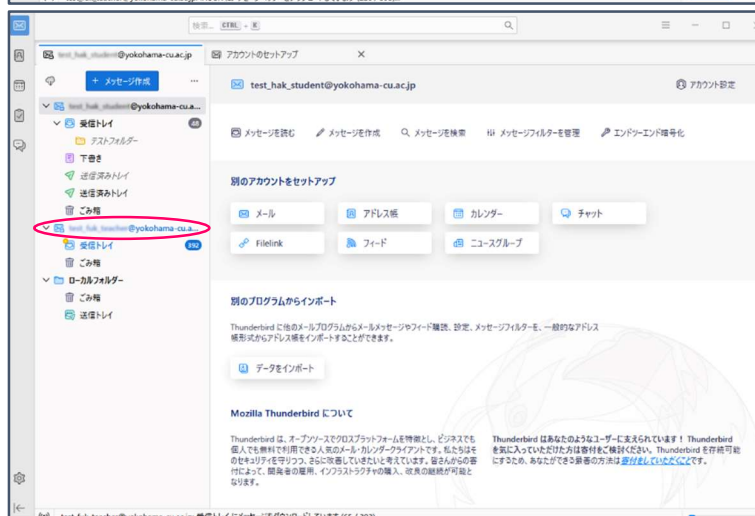 検索... CTRL + K
@yokohama-cu.ac.jp
アカウントのセットアップ ×
+ メッセージ作成 ...
test_hak_student@yokohama-cu.ac.jp
アカウント設定
@yokohama-cu.a...
受信トレイ 40
テストフォルダー
下書き
送信済みトレイ
送信済みトレイ
ごみ箱
@yokohama-cu.a...
受信トレイ 392
ごみ箱
ローカルフォルダー
ごみ箱
送信トレイ
メッセージを読む メッセージを作成 メッセージを検索 メッセージフィルターを管理 エンドツーエンド暗号化
別のアカウントをセットアップ
メール アドレス帳 カレンダー チャット
Filelink フィード ニュースグループ
別のプログラムからインポート
Thunderbird に他のメールプログラムからメールメッセージやフィード購読、設定、メッセージフィルターを、一般的なアドレス
帳形式からアドレス帳をインポートすることができます。
データをインポート
Mozilla Thunderbird について
Thunderbird は、オープンソースでクロスプラットフォームを特徴とし、ビジネスでも
個人でも無料で利用できる人気のメール・カレンダークライアントです。私たちはそ
のセキュリティを守りつつ、さらに改善していきたいと考えています。皆さんからの寄
付によって、開発者の雇用、インフラストラクチャの購入、改良の継続が可能と
なります。
Thunderbird はあなたのようなユーザーに支えられています！ Thunderbird
を気に入っていただけた方は寄付をご検討ください。Thunderbird を存続可能
にするため、あなたができる最善の方法は寄付をしていただくことです。